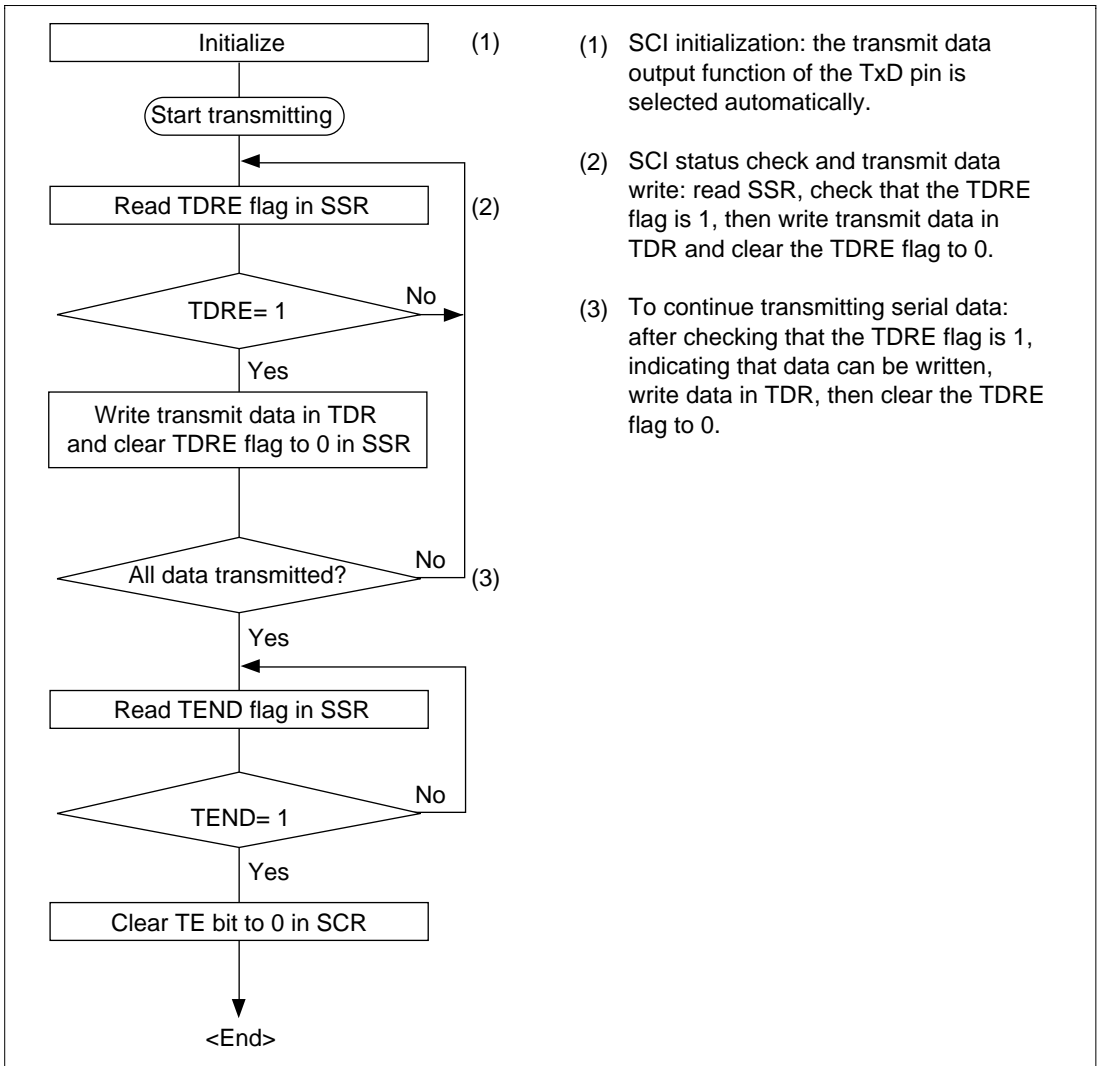 Initialize
(1)
Start transmitting
Read TDRE flag in SSR
(2)
TDRE= 1
No
Yes
Write transmit data in TDR
and clear TDRE flag to 0 in SSR
All data transmitted?
No
(3)
Yes
Read TEND flag in SSR
TEND= 1
No
Yes
Clear TE bit to 0 in SCR
<End>
(1) SCI initialization: the transmit data
output function of the TxD pin is
selected automatically.
(2) SCI status check and transmit data
write: read SSR, check that the TDRE
flag is 1, then write transmit data in
TDR and clear the TDRE flag to 0.
(3) To continue transmitting serial data:
after checking that the TDRE flag is 1,
indicating that data can be written,
write data in TDR, then clear the TDRE
flag to 0.